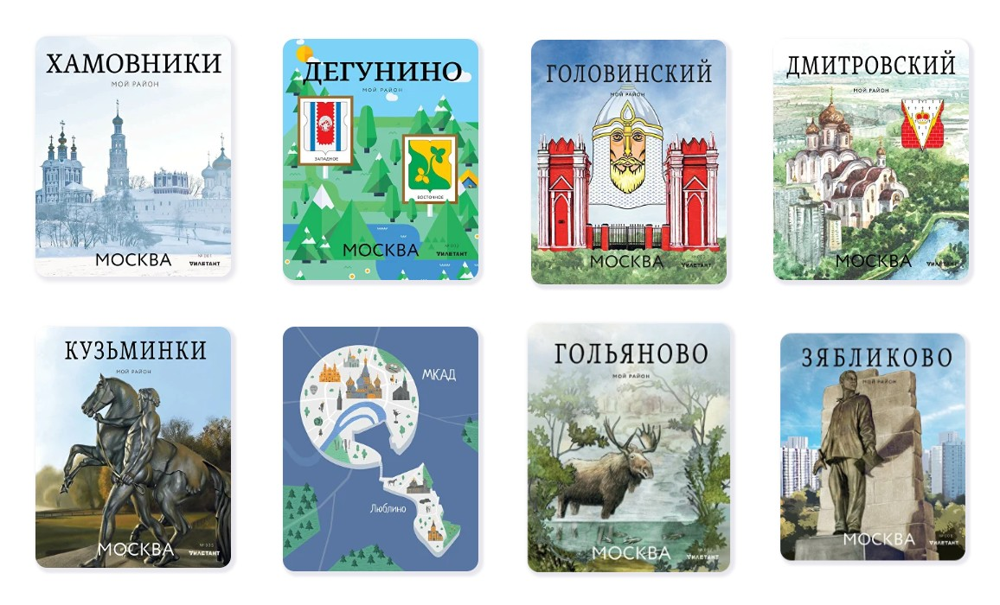 ХАМОВНИКИ
МОЙ РАЙОН
МОСКВА
№001
ДИЛЕТАНТ
ДЕГУНИНО
МОЙ РАЙОН
ЗАПАДНОЕ
ВОСТОЧНОЕ
МОСКВА
ДИЛЕТАНТ
ГОЛОВИНСКИЙ
МОЙ РАЙОН
МОСКВА
ДИЛЕТАНТ
ДМИТРОВСКИЙ
МОЙ РАЙОН
МОСКВА
ДИЛЕТАНТ
КУЗЬМИНКИ
МОЙ РАЙОН
МОСКВА
ДИЛЕТАНТ
МКАД
Люблино
ГОЛЬЯНОВО
МОЙ РАЙОН
МОСКВА
ДИЛЕТАНТ
ЗЯБЛИКОВО
МОЙ РАЙОН
МОСКВА
ДИЛЕТАНТ